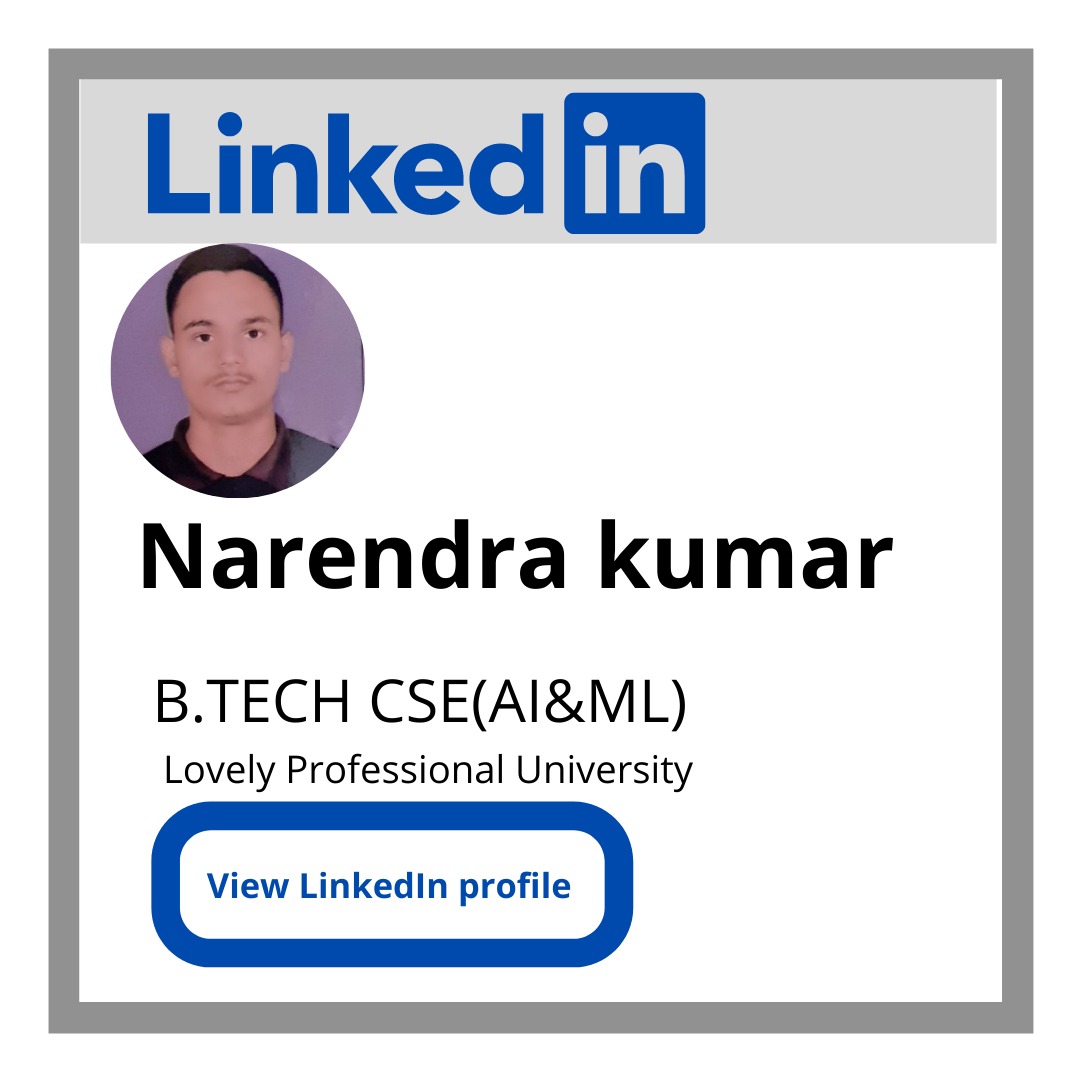 Linkedin
Narendra kumar
B.TECH CSE(AI&ML)
Lovely Professional University
View LinkedIn profile